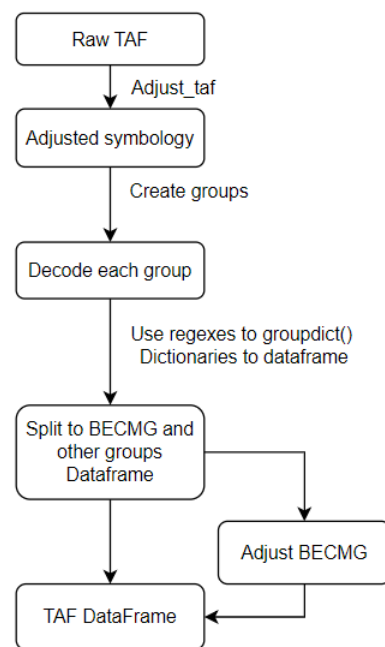 Raw TAF
Adjust_taf
Adjusted symbology
Create groups
Decode each group
Use regexes to groupdict()
Dictionaries to dataframe
Split to BECMG and
other groups
Dataframe
Adjust BECMG
TAF DataFrame